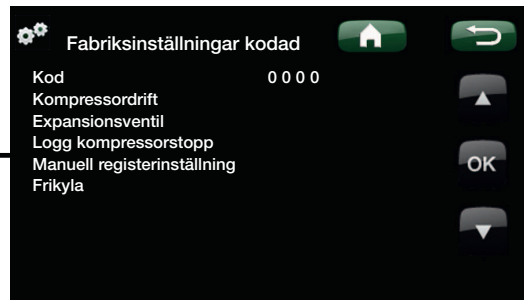 Fabriksinställningar kodad
Kod 0 0 0 0
Kompressordrift
Expansionsventil
Logg kompressorstopp
Manuell registerinställning
Frikyla
OK